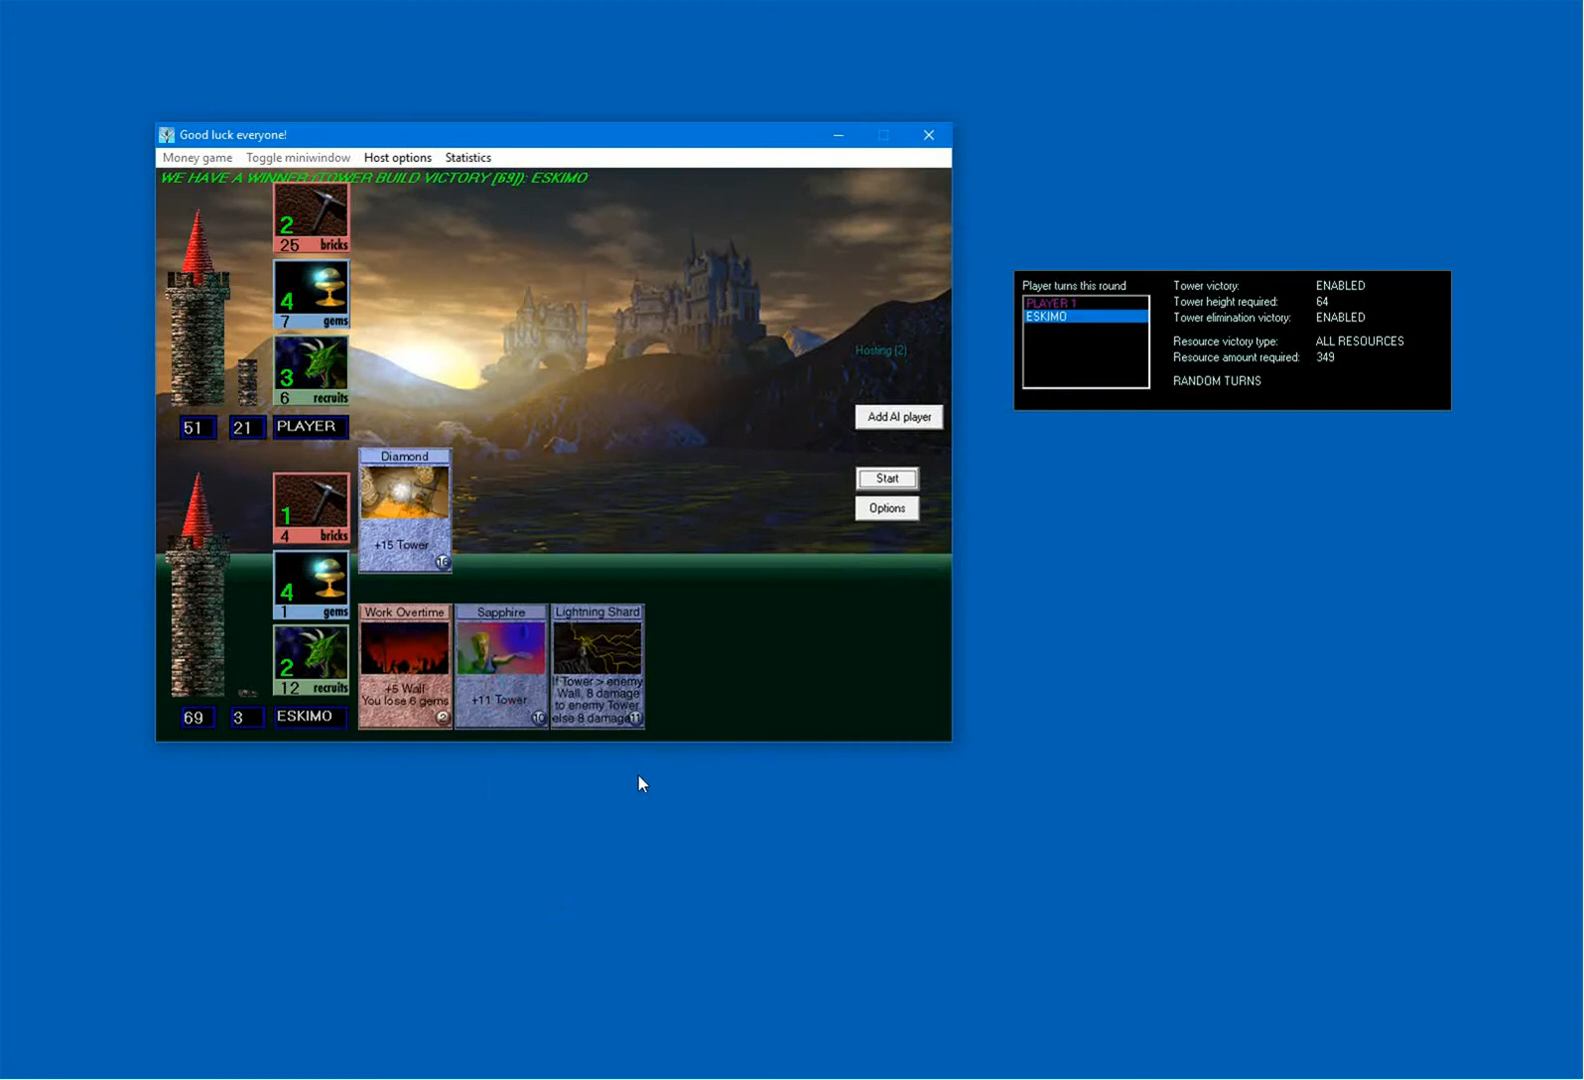 Good luck everyone!
Money game Toggle miniwindow Host options Statistics
WE HAVE A WINNER (TOWER BUILD VICTORY [69]): ESKIMO
2
25 bricks
4
7 gems
3
6 recruits
51 21 PLAYER
Hosting (2)
Add AI player
Start
Options
Diamond
+15 Tower
16
1
4 bricks
4
1 gems
2
12 recruits
69 3 ESKIMO
Work Overtime
+5 Wall
You lose 6 gems
2
Sapphire
+11 Tower
10
Lightning Shard
If Tower > enemy
Wall, 8 damage
to enemy Tower
else 8 damage
11
Player turns this round
PLAYER 1
ESKIMO
Tower victory: ENABLED
Tower height required: 64
Tower elimination victory: ENABLED
Resource victory type: ALL RESOURCES
Resource amount required: 349
RANDOM TURNS